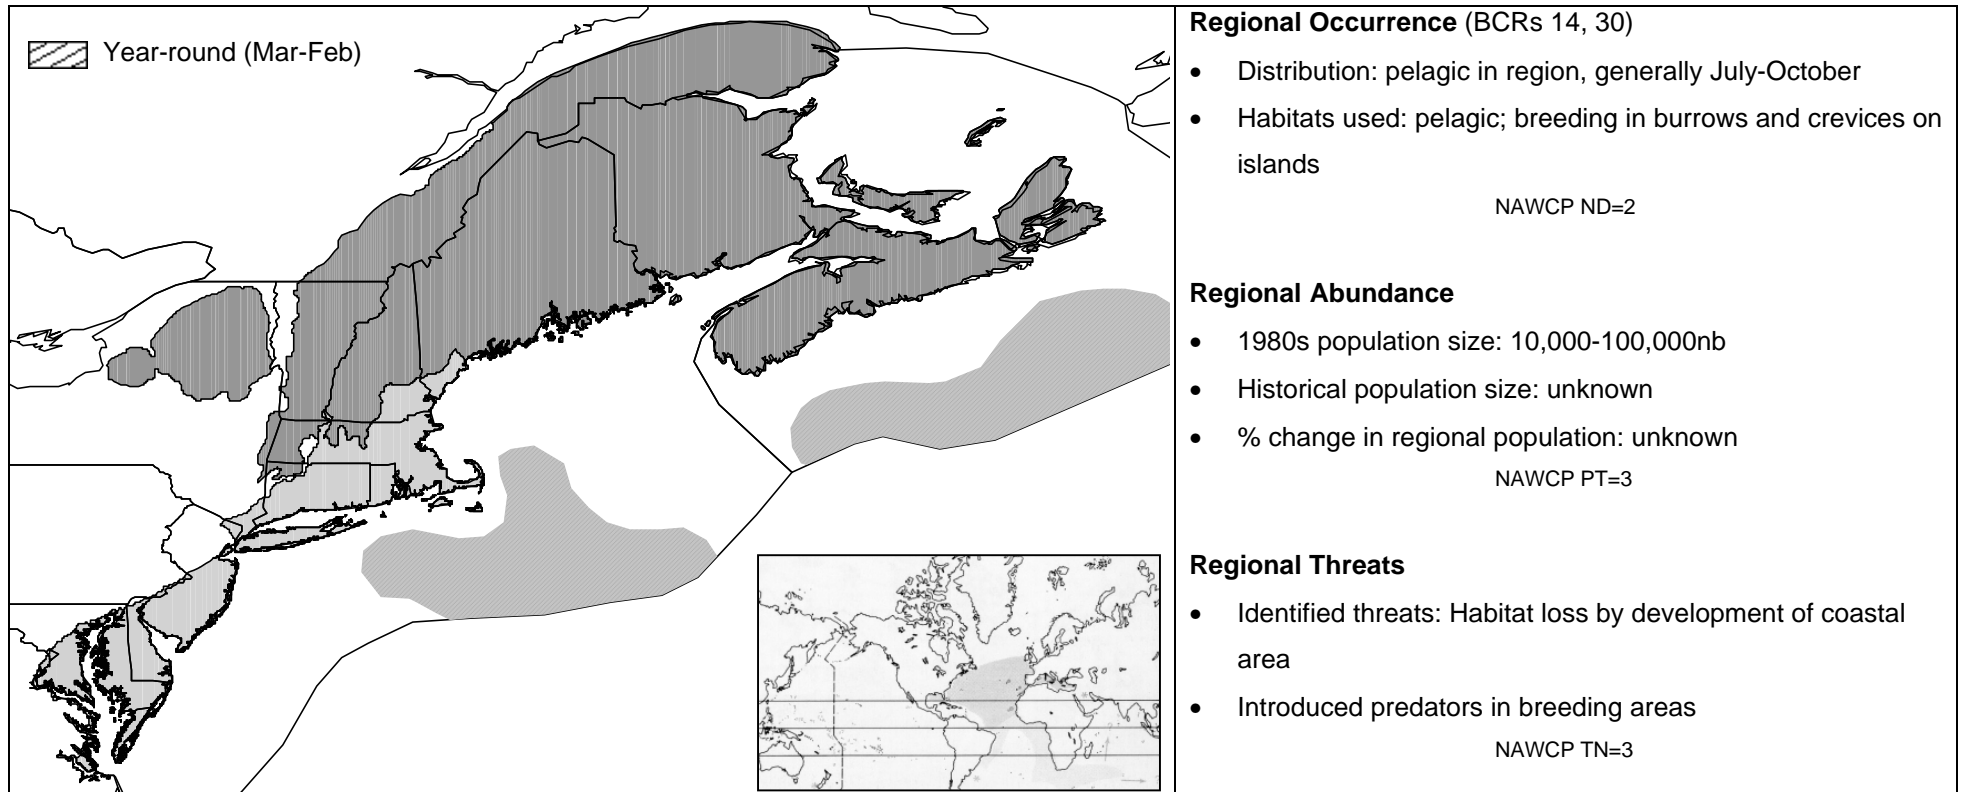 Year-round (Mar-Feb)
Regional Occurrence (BCRs 14, 30)
• Distribution: pelagic in region, generally July-October
• Habitats used: pelagic; breeding in burrows and crevices on
islands
NAWCP ND=2
Regional Abundance
• 1980s population size: 10,000-100,000nb
• Historical population size: unknown
• % change in regional population: unknown
NAWCP PT=3
Regional Threats
• Identified threats: Habitat loss by development of coastal
area
• Introduced predators in breeding areas
NAWCP TN=3